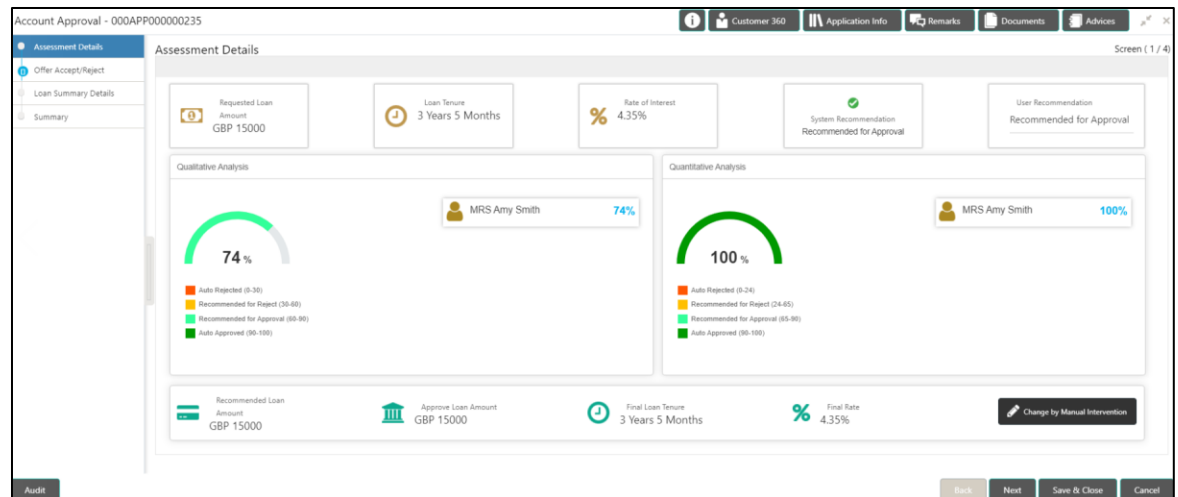 Account Approval - 000APP000000235
Customer 360
Application Info
Remarks
Documents
Advices
Assessment Details
Offer Accept/Reject
Loan Summary Details
Summary
Assessment Details
Screen ( 1 / 4)
Requested Loan
Amount
GBP 15000
Loan Tenure
3 Years 5 Months
Rate of Interest
4.35%
System Recommendation
Recommended for Approval
User Recommendation
Recommended for Approval
Qualitative Analysis
74 %
MRS Amy Smith 74%
Auto Rejected (0-30)
Recommended for Reject (30-60)
Recommended for Approval (60-90)
Auto Approved (90-100)
Quantitative Analysis
100 %
MRS Amy Smith 100%
Auto Rejected (0-24)
Recommended for Reject (24-65)
Recommended for Approval (65-90)
Auto Approved (90-100)
Recommended Loan
Amount
GBP 15000
Approve Loan Amount
GBP 15000
Final Loan Tenure
3 Years 5 Months
Final Rate
4.35%
Change by Manual Intervention
Audit
Back
Next
Save & Close
Cancel